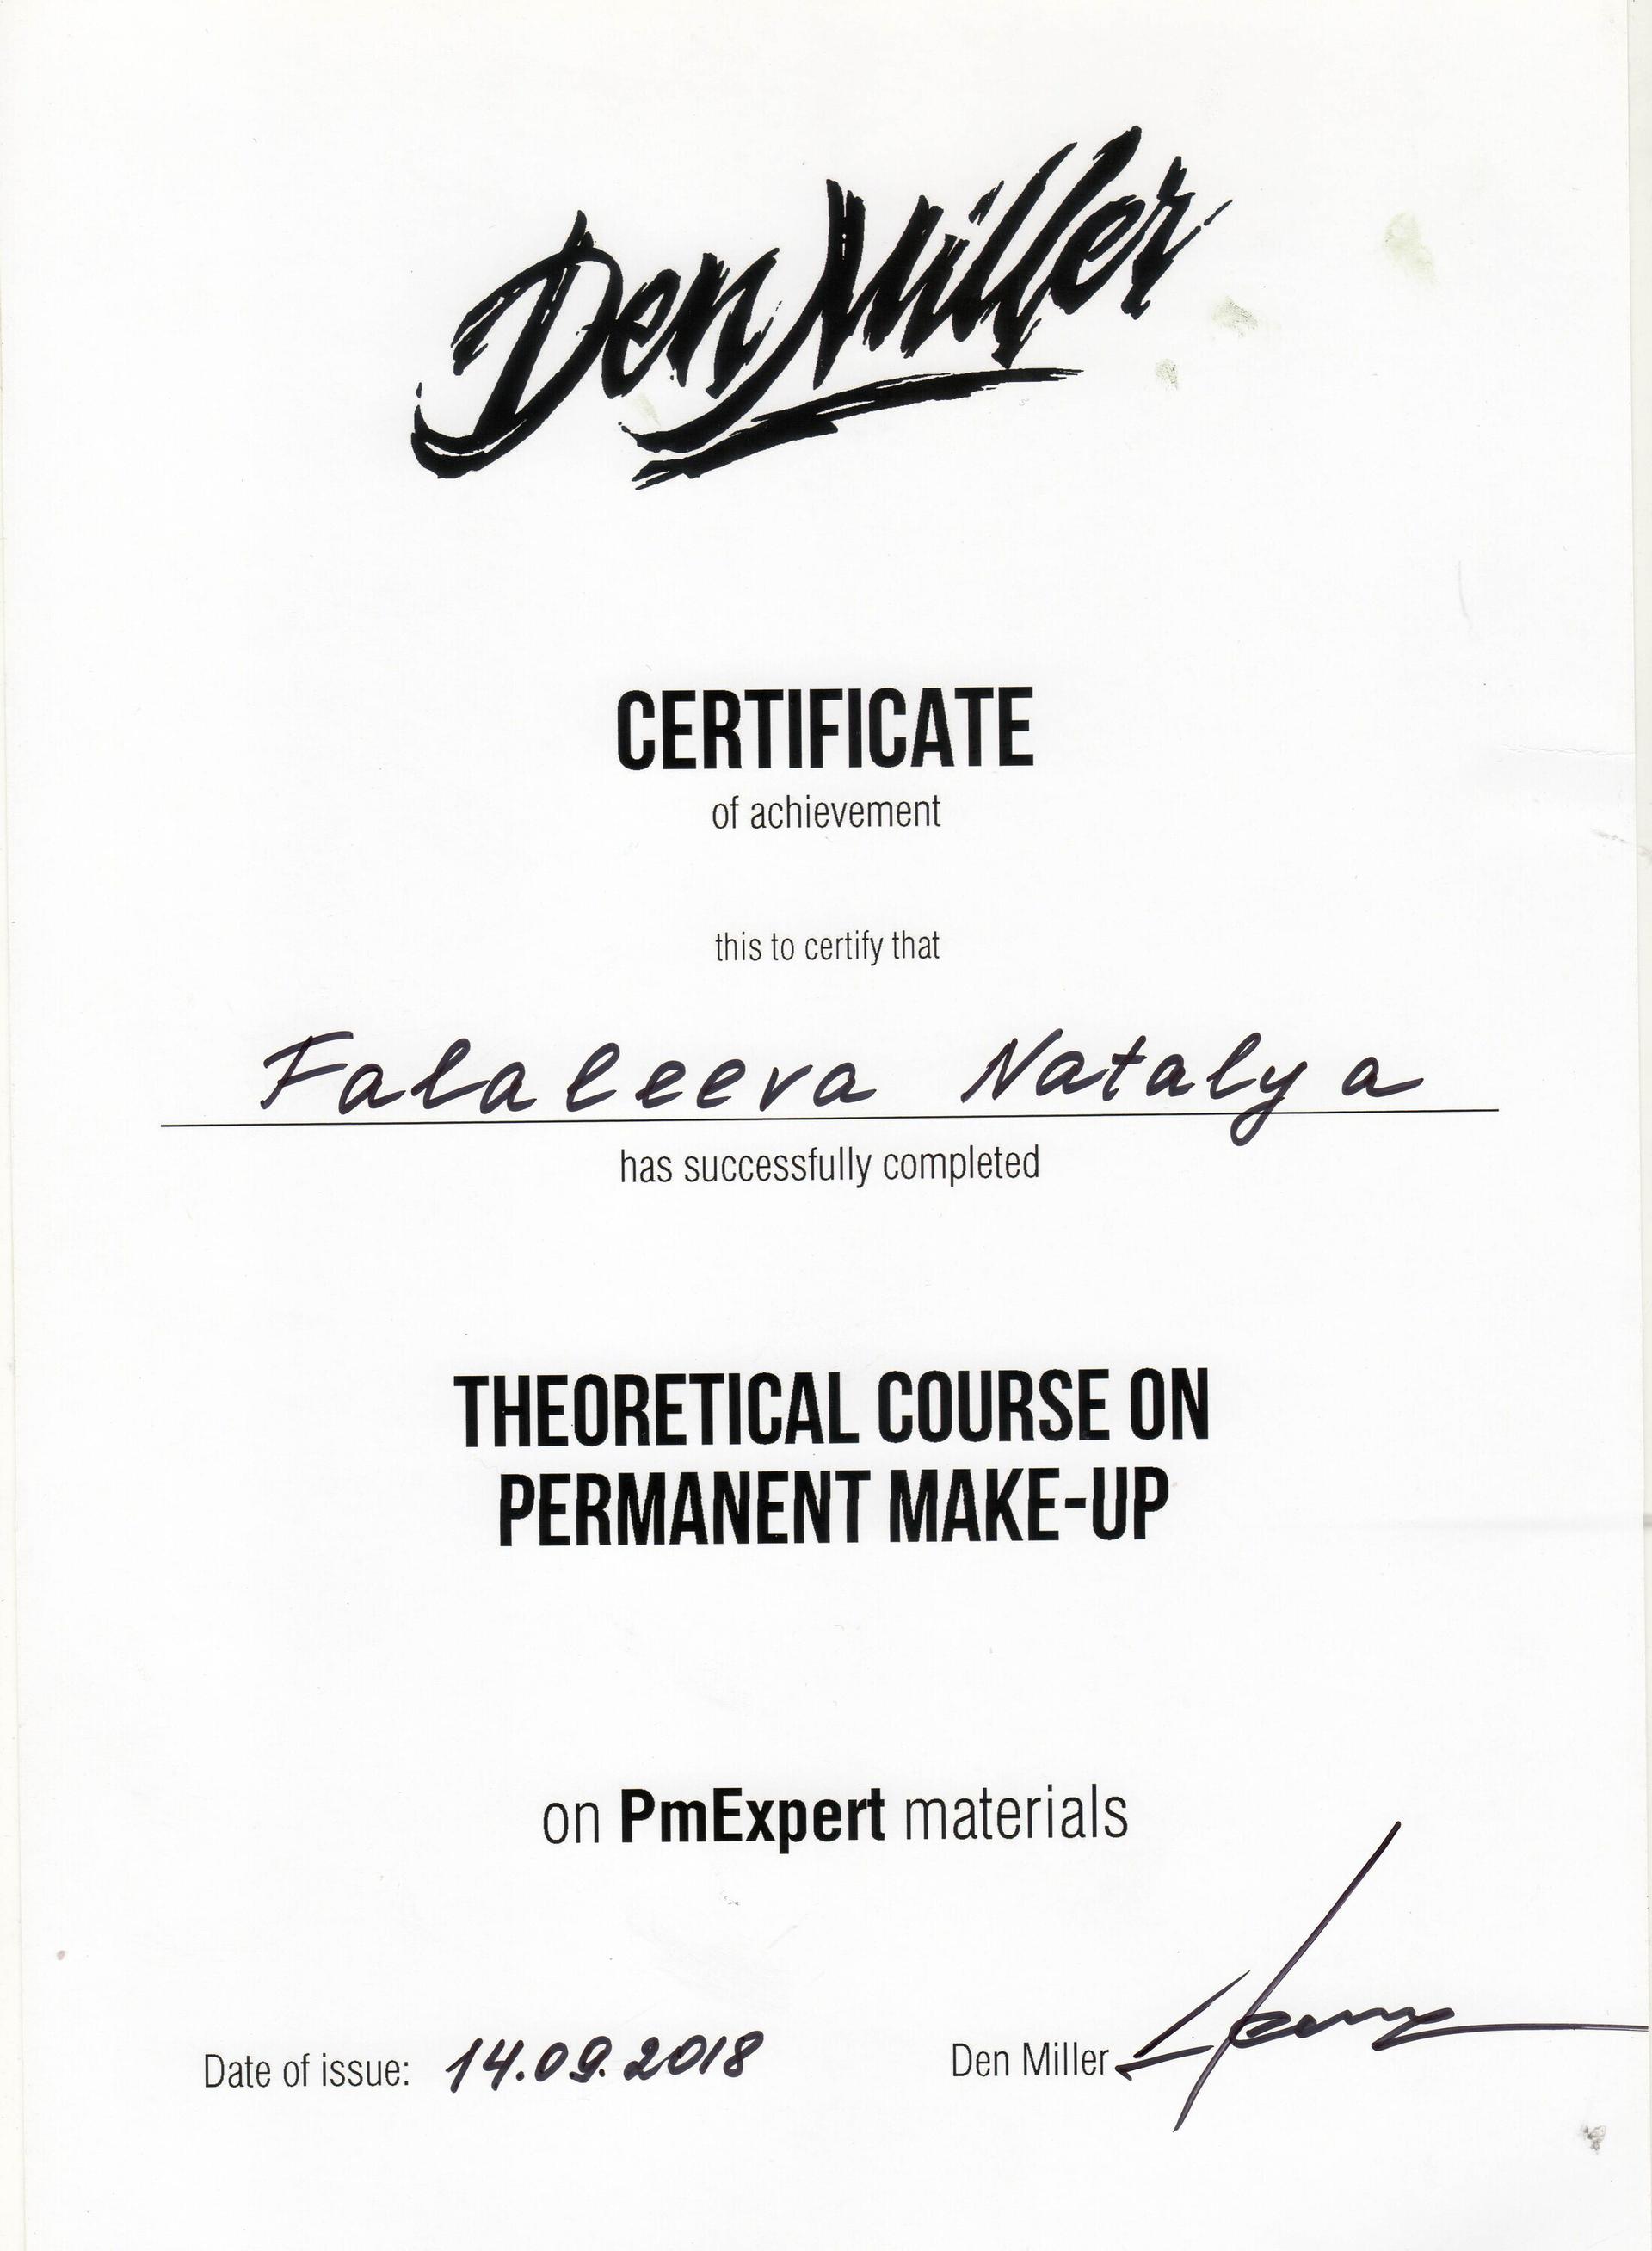 Den Miller
CERTIFICATE
of achievement
this to certify that
Falaleeva Natalya
has successfully completed
THEORETICAL COURSE ON
PERMANENT MAKE-UP
on PmExpert materials
Date of issue: 14.09.2018
Den Miller